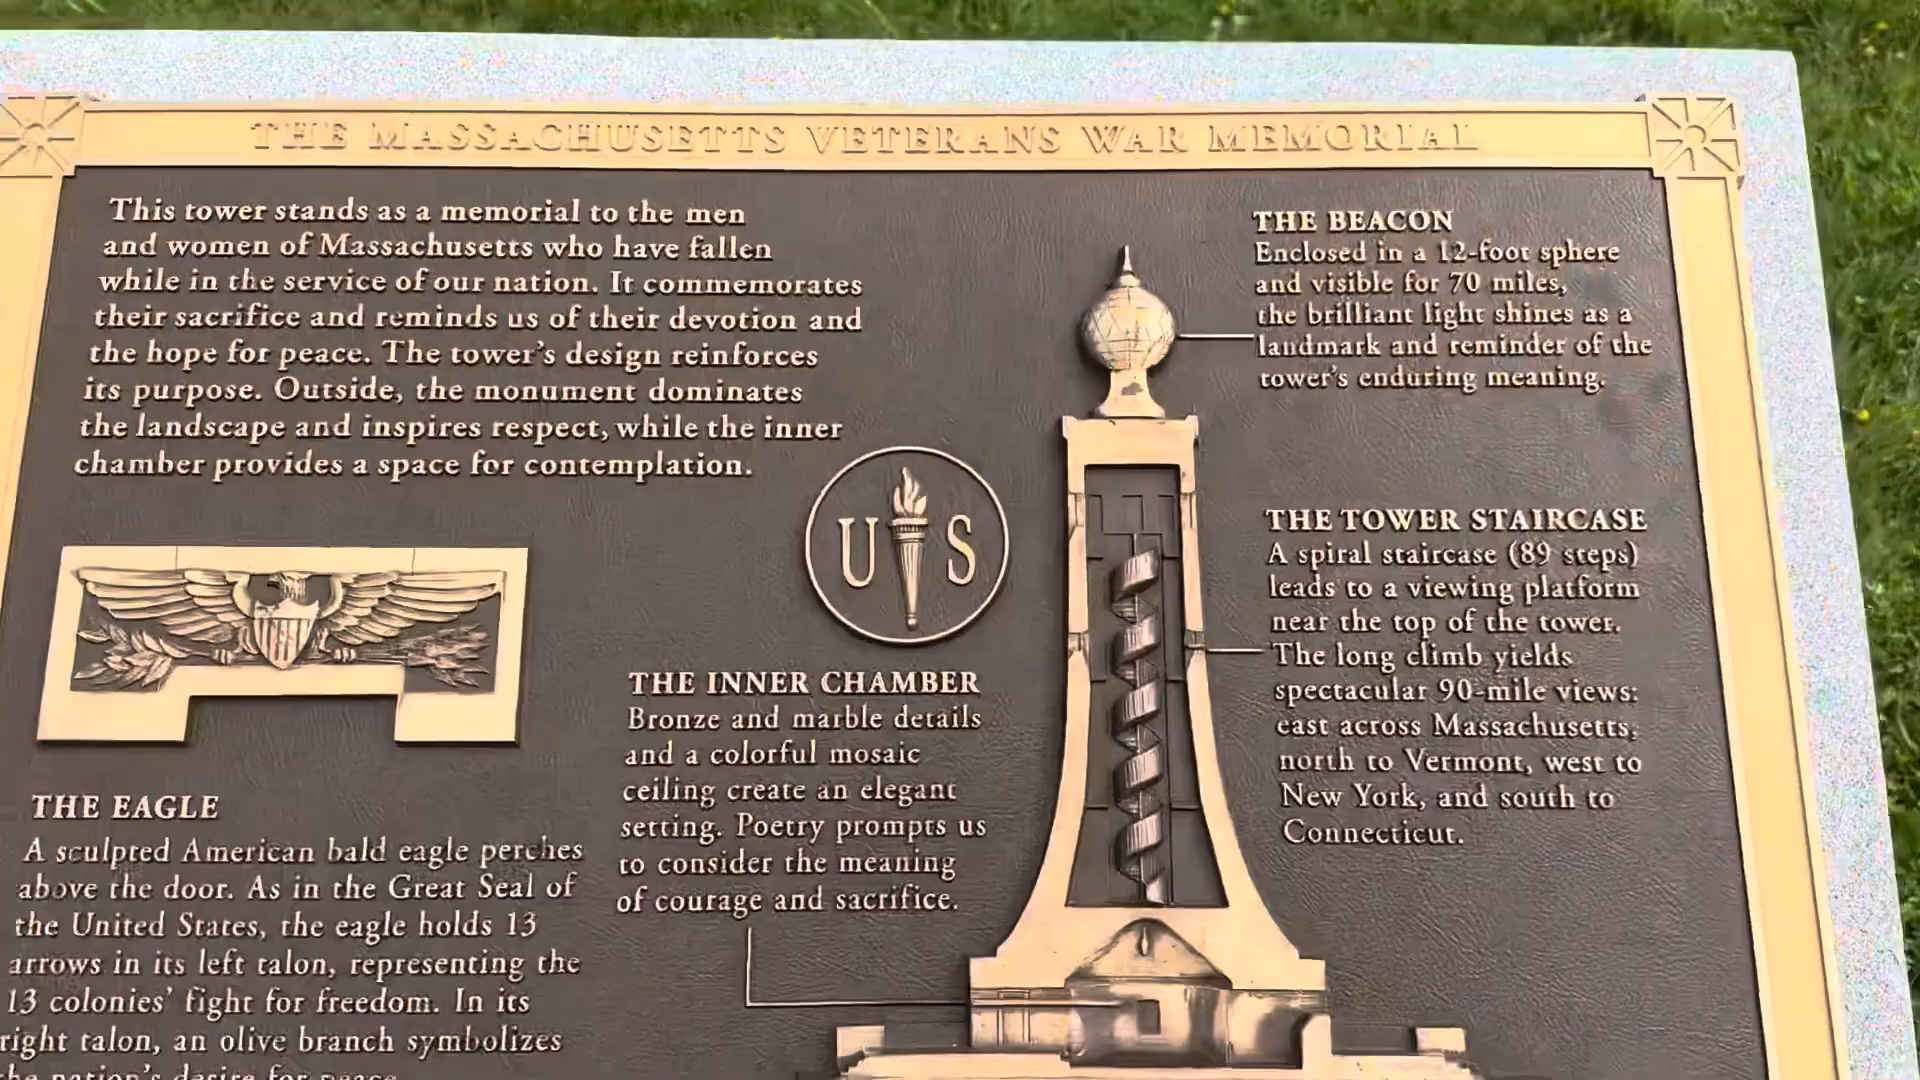 THE MASSACHUSETTS VETERANS WAR MEMORIAL
This tower stands as a memorial to the men
and women of Massachusetts who have fallen
while in the service of our nation. It commemorates
their sacrifice and reminds us of their devotion and
the hope for peace. The tower's design reinforces
its purpose. Outside, the monument dominates
the landscape and inspires respect, while the inner
chamber provides a space for contemplation.
THE BEACON
Enclosed in a 12-foot sphere
and visible for 70 miles,
the brilliant light shines as a
landmark and reminder of the
tower's enduring meaning.
U S
THE TOWER STAIRCASE
A spiral staircase (89 steps)
leads to a viewing platform
near the top of the tower.
The long climb yields
spectacular 90-mile views:
east across Massachusetts,
north to Vermont, west to
New York, and south to
Connecticut.
THE INNER CHAMBER
Bronze and marble details
and a colorful mosaic
ceiling create an elegant
setting. Poetry prompts us
to consider the meaning
of courage and sacrifice.
THE EAGLE
A sculpted American bald eagle perches
above the door. As in the Great Seal of
the United States, the eagle holds 13
arrows in its left talon, representing the
13 colonies' fight for freedom. In its
right talon, an olive branch symbolizes
the nation's desire for peace.